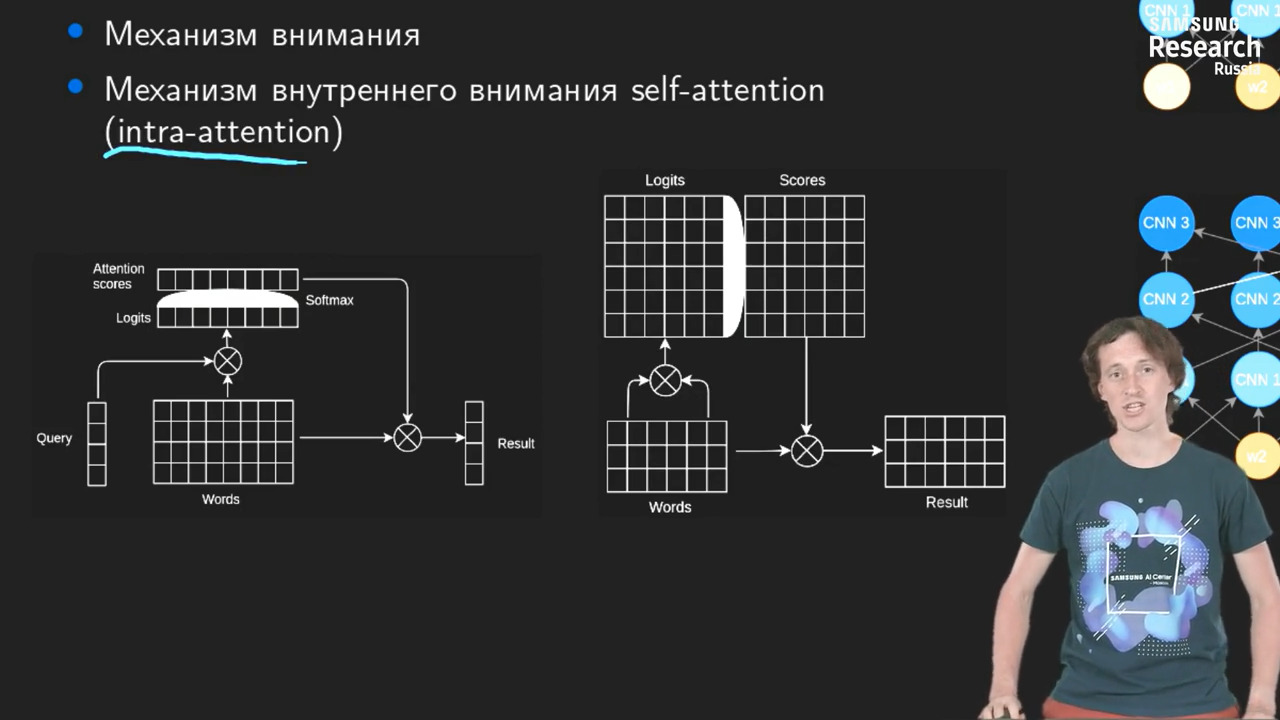 Механизм внимания
Механизм внутреннего внимания self-attention
(intra-attention)
Attention
scores
Logits
Softmax
Query
Words
Result
Logits
Scores
Words
Result
CNN 1
CNN 1
SAMSUNG
Research
Russia
w2
CNN 3
CNN 3
CNN 2
CNN 2
CNN 1
w2
SAMSUNG AI Center